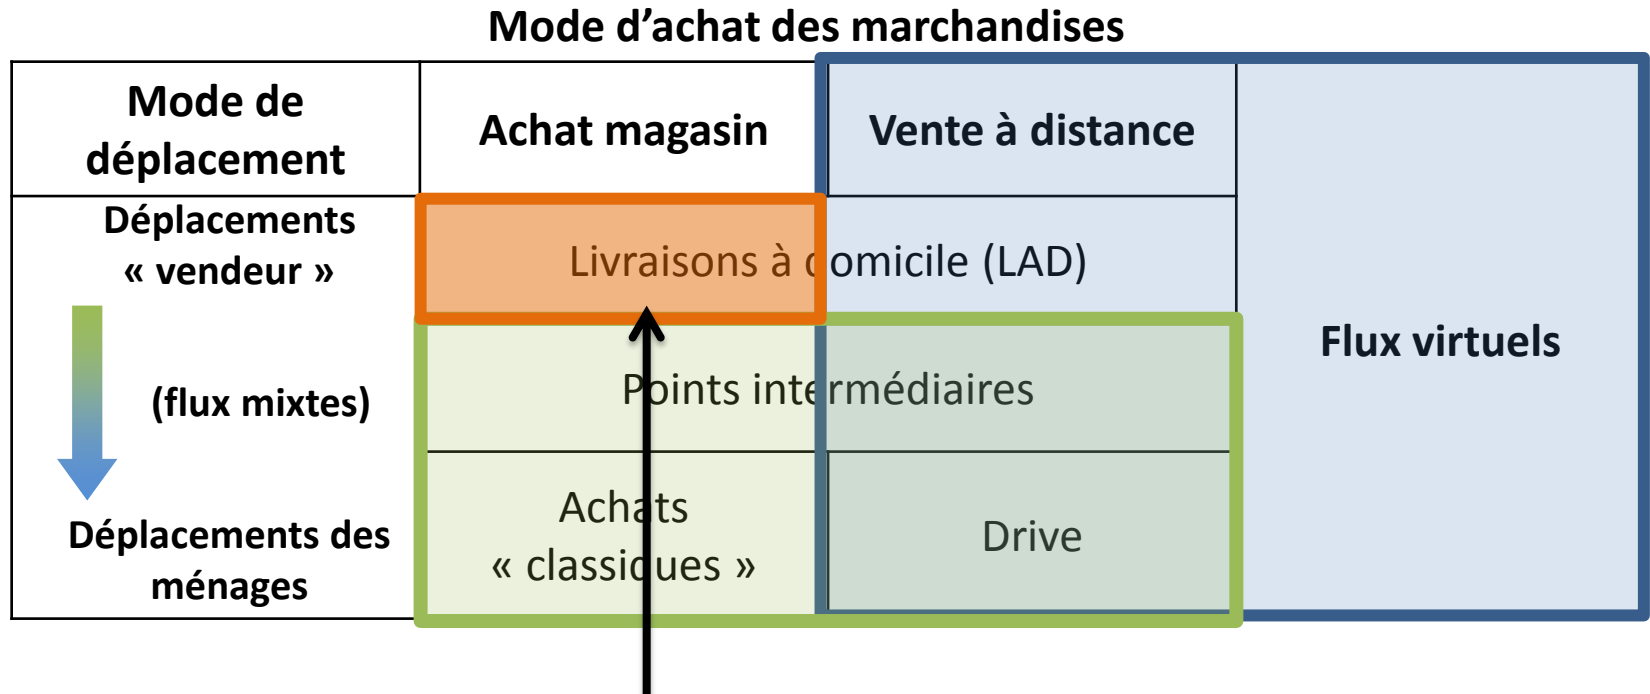 Mode d’achat des marchandises
Mode de
déplacement
Achat magasin
Vente à distance
Déplacements
« vendeur »
Livraisons à domicile (LAD)
Flux virtuels
(flux mixtes)
Points intermédiaires
Déplacements des
ménages
Achats
« classiques »
Drive